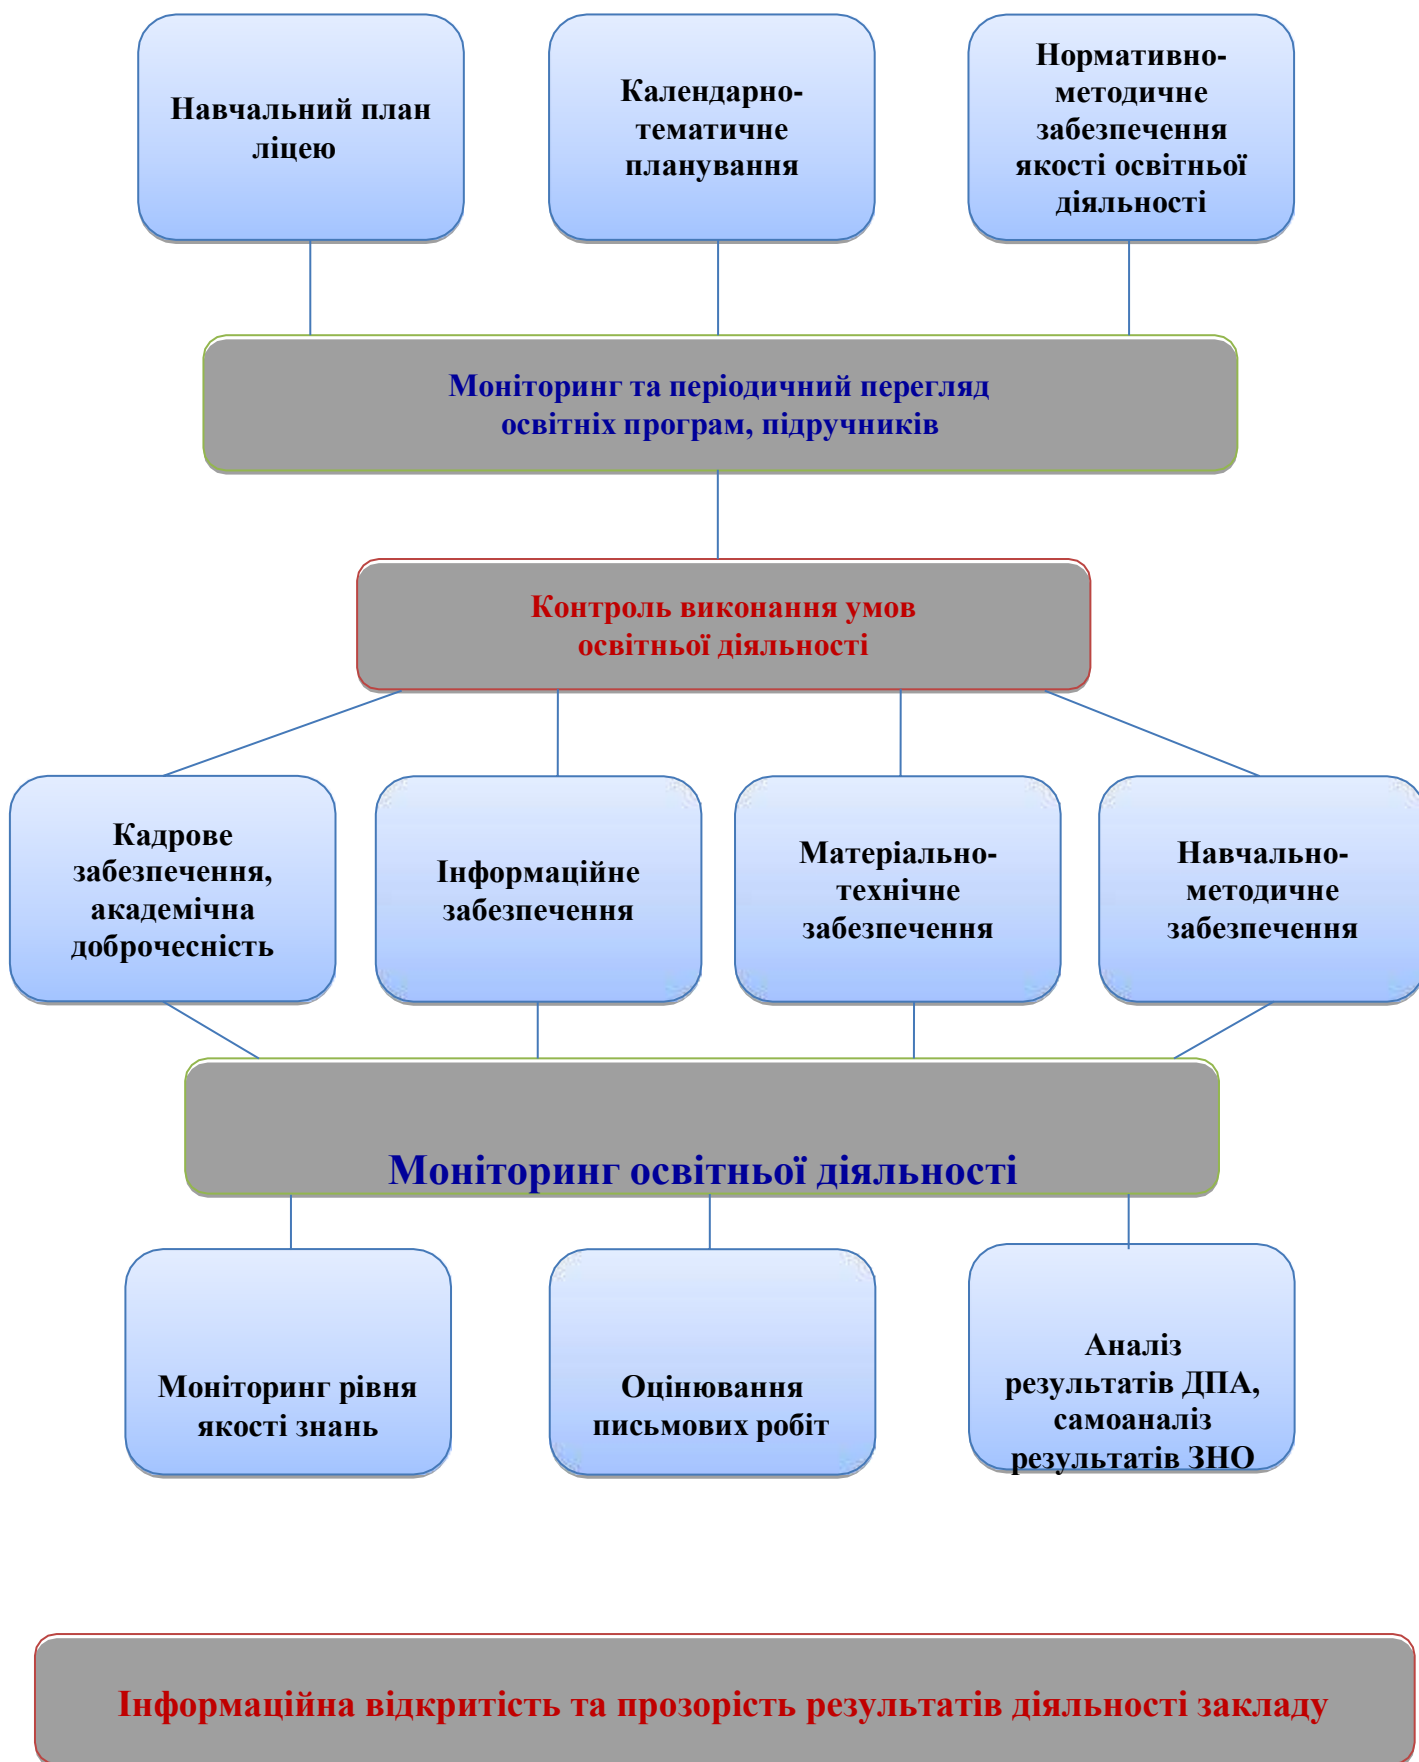 Навчальний план
ліцею
Календарно-
тематичне
планування
Нормативно-
методичне
забезпечення
якості освітньої
діяльності
Моніторинг та періодичний перегляд
освітніх програм, підручників
Контроль виконання умов
освітньої діяльності
Кадрове
забезпечення,
академічна
доброчесність
Інформаційне
забезпечення
Матеріально-
технічне
забезпечення
Навчально-
методичне
забезпечення
Моніторинг освітньої діяльності
Моніторинг рівня
якості знань
Оцінювання
письмових робіт
Аналіз
результатів ДПА,
самоаналіз
результатів ЗНО
Інформаційна відкритість та прозорість результатів діяльності закладу